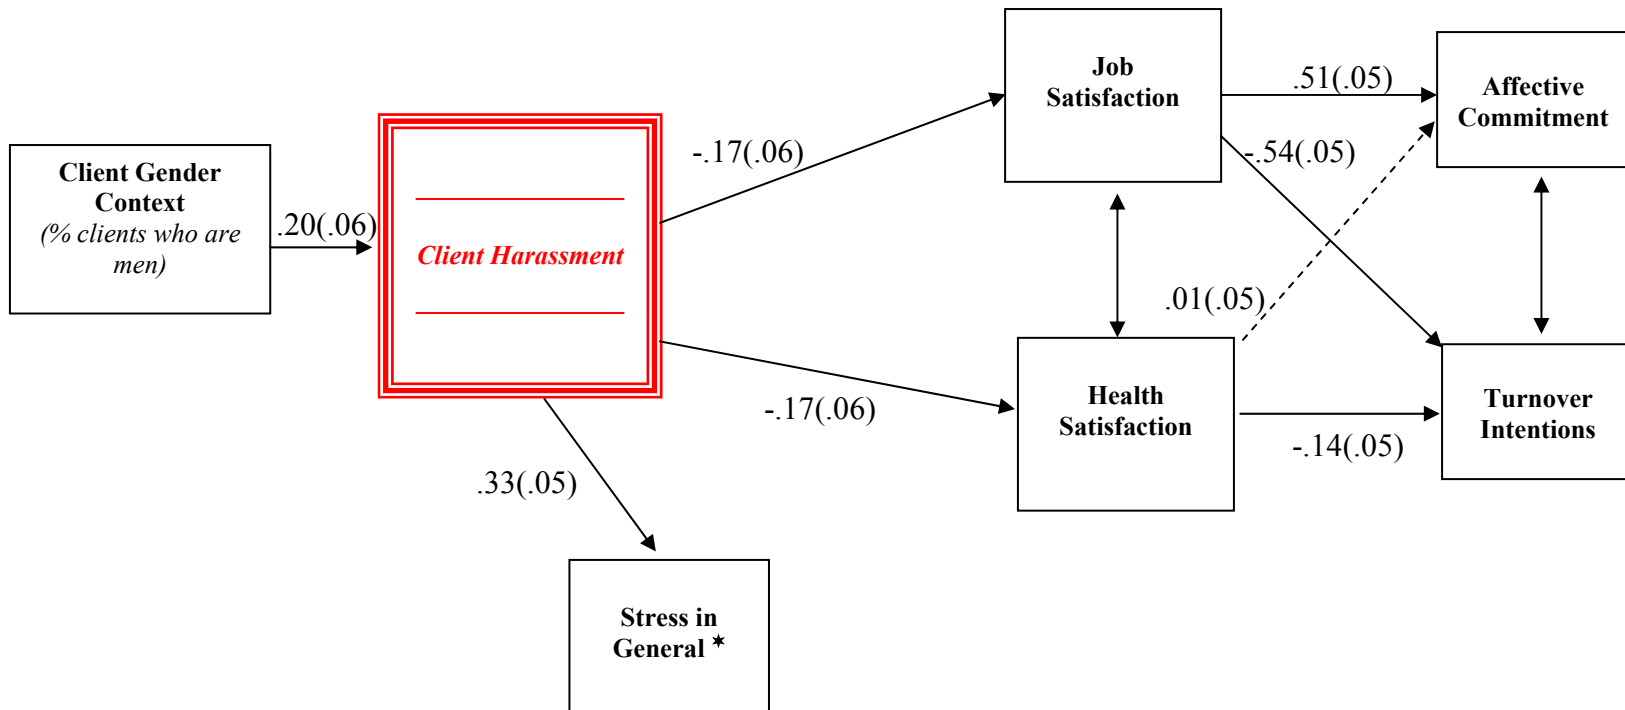 Client Gender
Context
(% clients who are
men)
.20(.06)
Client Harassment
-.17(.06)
-.17(.06)
.33(.05)
Stress in
General ✶
Job
Satisfaction
Health
Satisfaction
.51(.05)
-.54(.05)
.01(.05)
-.14(.05)
Affective
Commitment
Turnover
Intentions